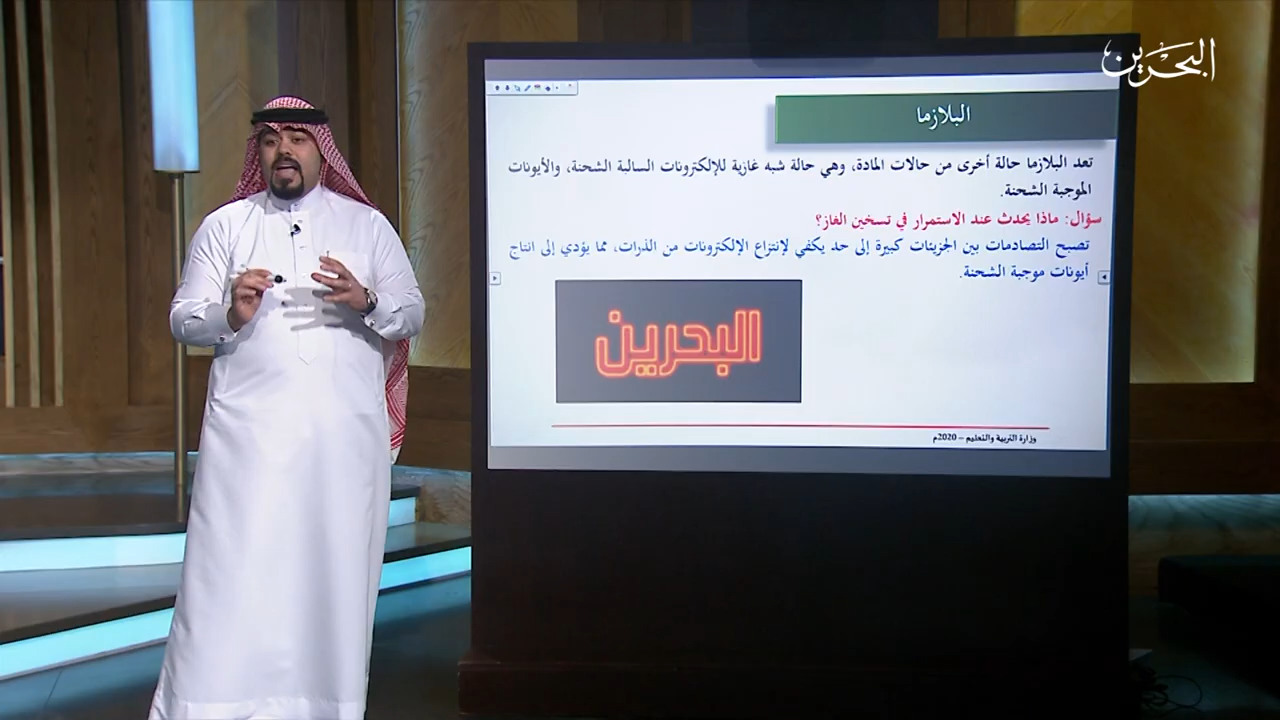 البحرين
البلازما
تعد البلازما حالة أخرى من حالات المادة، وهي حالة شبه غازية للإلكترونات السالبة الشحنة، والأيونات
الموجبة الشحنة.
سؤال: ماذا يحدث عند الاستمرار في تسخين الغاز؟
تصبح التصادمات بين الجزيئات كبيرة إلى حد يكفي لإنتزاع الإلكترونات من الذرات، مما يؤدي إلى انتاج
أيونات موجبة الشحنة.
البحرين
وزارة التربية والتعليم – 2020م